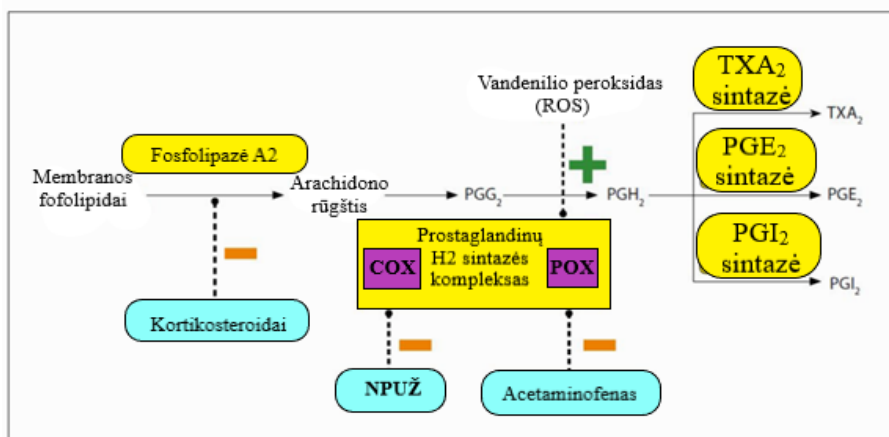 Vandenilio peroksidas
(ROS)
TXA2
sintazė
TXA2
Fosfolipazė A2
Membranos
fofolipidai
Arachidono
rūgštis
PGG2
PGH2
PGE2
sintazė
PGE2
Prostaglandinų
H2 sintazės
kompleksas
COX
POX
PGI2
sintazė
PGI2
Kortikosteroidai
NPUŽ
Acetaminofenas